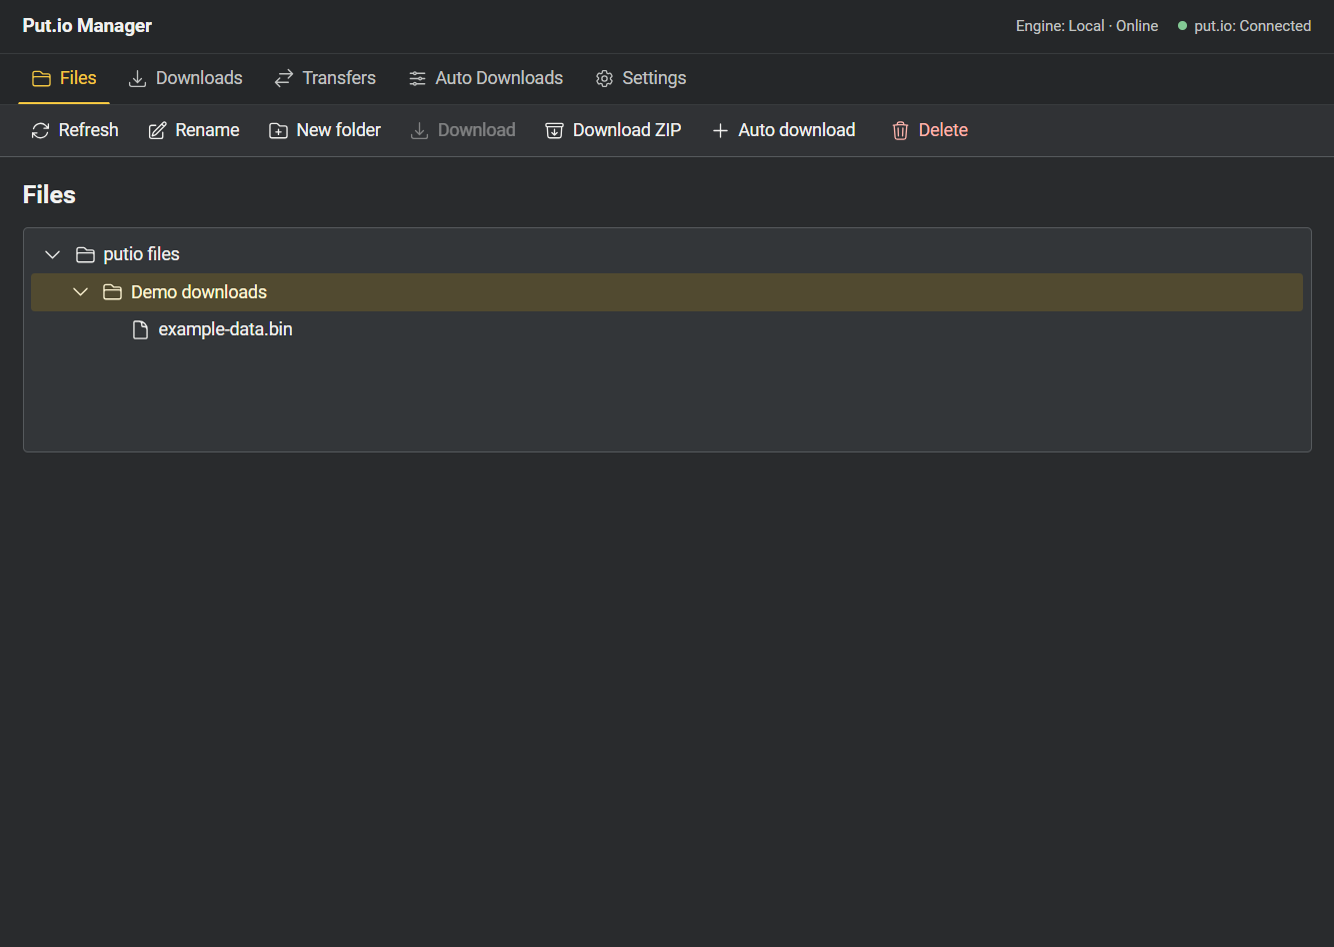 Put.io Manager
Engine: Local · Online
put.io: Connected
Files
Downloads
Transfers
Auto Downloads
Settings
Refresh
Rename
New folder
Download
Download ZIP
Auto download
Delete
Files
putio files
Demo downloads
example-data.bin